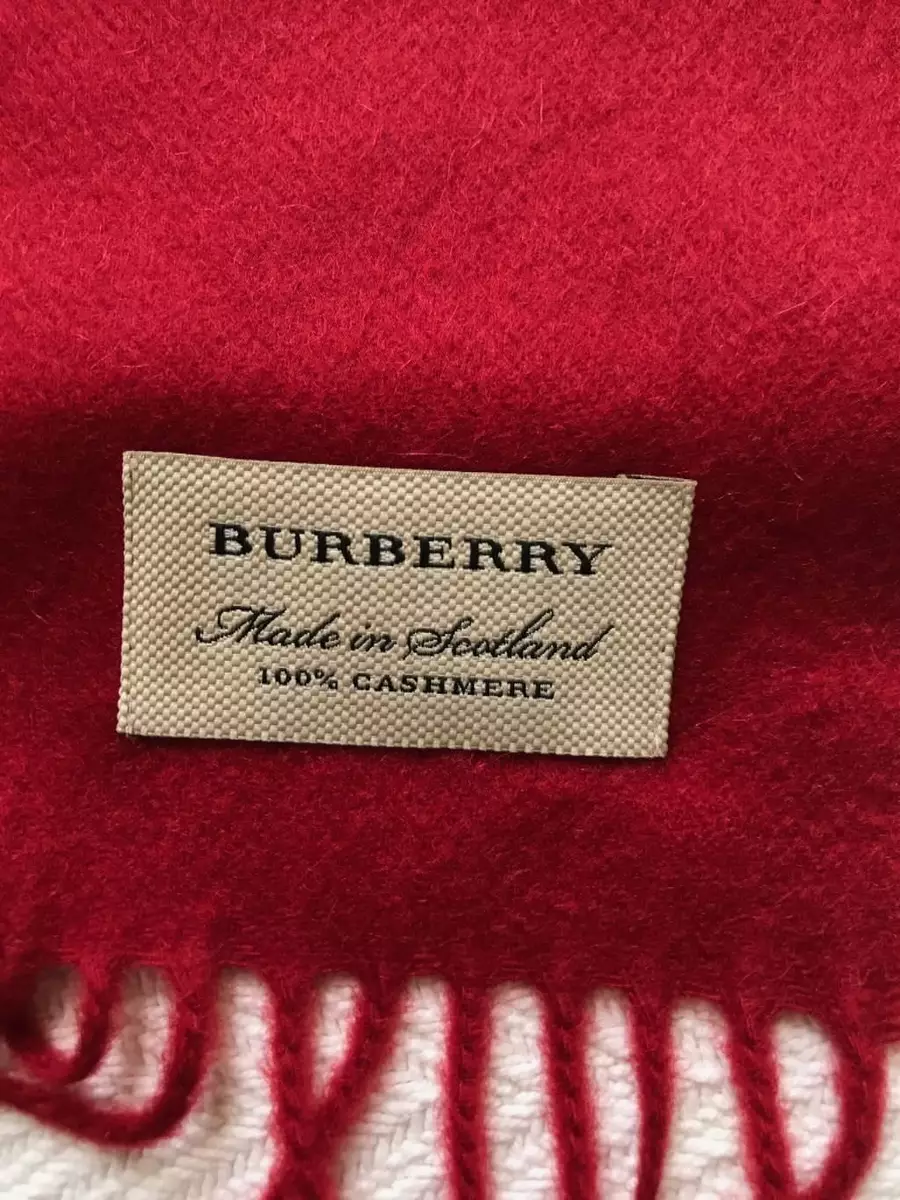 BURBERRY
Made in Scotland
100% CASHMERE